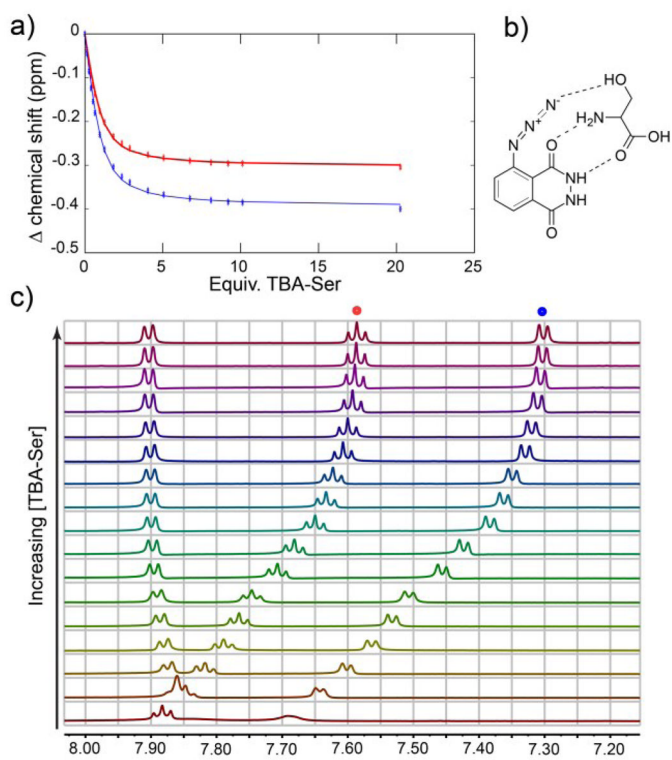 a)
0
-0.1
-0.2
-0.3
-0.4
-0.5
Δ chemical shift (ppm)
0 5 10 15 20 25
Equiv. TBA-Ser
b)
HO
N⁻
N⁺
N
H₂N
OH
O
O
NH
NH
O
c)
Increasing [TBA-Ser]
8.00 7.90 7.80 7.70 7.60 7.50 7.40 7.30 7.20